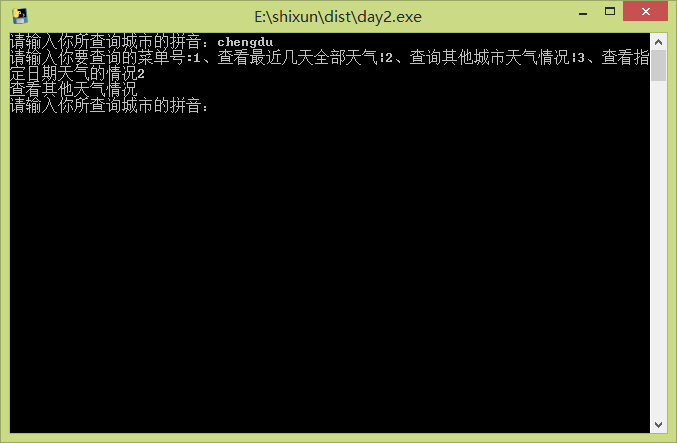 E:\shixun\dist\day2.exe
请输入你所查询城市的拼音：chengdu
请输入你要查询的菜单号:1、查看最近几天全部天气|2、查询其他城市天气情况|3、查看指
定日期天气的情况2
查看其他天气情况
请输入你所查询城市的拼音：